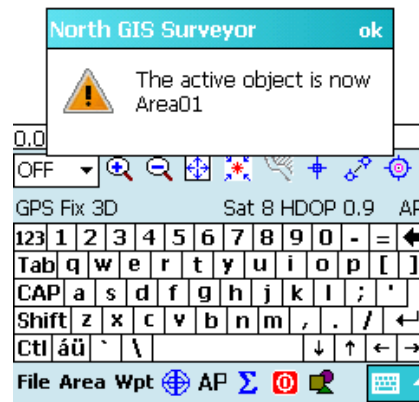 North GIS Surveyor ok
The active object is now
Area01
0.0
OFF
GPS Fix 3D Sat 8 HDOP 0.9 AP
123 1 2 3 4 5 6 7 8 9 0 - =
Tab q w e r t y u i o p [ ]
CAP a s d f g h j k l ; '
Shift z x c v b n m , . /
Ctl áü ` \
File Area Wpt AP Σ